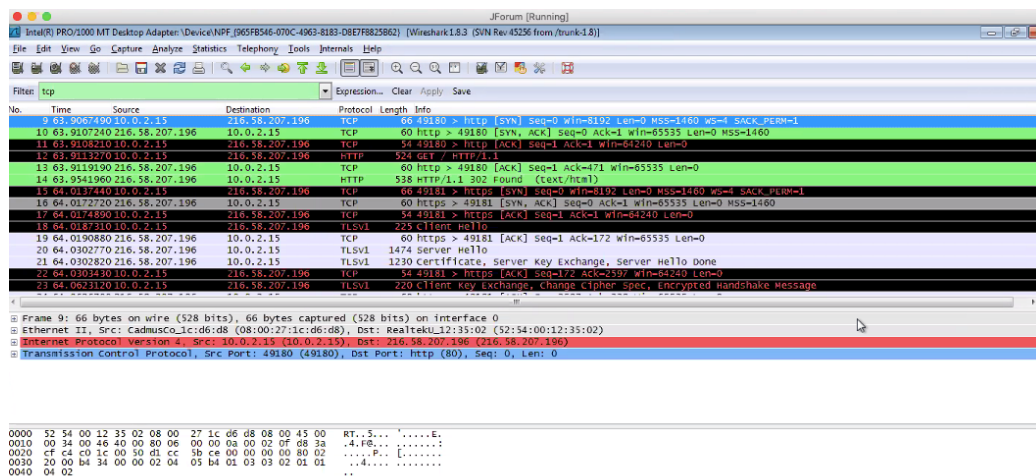 JForum [Running]
Intel(R) PRO/1000 MT Desktop Adapter: \Device\NPF_{965FB546-070C-4963-8183-D8E7F8825B62} [Wireshark 1.8.3 (SVN Rev 45256 from /trunk-1.8)]
File Edit View Go Capture Analyze Statistics Telephony Tools Internals Help
Filter: tcp Expression... Clear Apply Save
No. Time Source Destination Protocol Length Info
9 63.9067490 10.0.2.15 216.58.207.196 TCP 66 49180 > http [SYN] Seq=0 Win=8192 Len=0 MSS=1460 WS=4 SACK_PERM=1
10 63.9107240 216.58.207.196 10.0.2.15 TCP 60 http > 49180 [SYN, ACK] Seq=0 Ack=1 Win=65535 Len=0 MSS=1460
11 63.9108210 10.0.2.15 216.58.207.196 TCP 54 49180 > http [ACK] Seq=1 Ack=1 Win=64240 Len=0
12 63.9113270 10.0.2.15 216.58.207.196 HTTP 524 GET / HTTP/1.1
13 63.9119190 216.58.207.196 10.0.2.15 TCP 60 http > 49180 [ACK] Seq=1 Ack=471 Win=65535 Len=0
14 63.9541960 216.58.207.196 10.0.2.15 HTTP 538 HTTP/1.1 302 Found (text/html)
15 64.0137440 10.0.2.15 216.58.207.196 TCP 66 49181 > https [SYN] Seq=0 Win=8192 Len=0 MSS=1460 WS=4 SACK_PERM=1
16 64.0172720 216.58.207.196 10.0.2.15 TCP 60 https > 49181 [SYN, ACK] Seq=0 Ack=1 Win=65535 Len=0 MSS=1460
17 64.0174890 10.0.2.15 216.58.207.196 TCP 54 49181 > https [ACK] Seq=1 Ack=1 Win=64240 Len=0
18 64.0187310 10.0.2.15 216.58.207.196 TLSv1 225 Client Hello
19 64.0190880 216.58.207.196 10.0.2.15 TCP 60 https > 49181 [ACK] Seq=1 Ack=172 Win=65535 Len=0
20 64.0302770 216.58.207.196 10.0.2.15 TLSv1 1474 Server Hello
21 64.0302820 216.58.207.196 10.0.2.15 TLSv1 1230 Certificate, Server Key Exchange, Server Hello Done
22 64.0303430 10.0.2.15 216.58.207.196 TCP 54 49181 > https [ACK] Seq=172 Ack=2597 Win=64240 Len=0
23 64.0623120 10.0.2.15 216.58.207.196 TLSv1 220 Client Key Exchange, Change Cipher Spec, Encrypted Handshake Message
Frame 9: 66 bytes on wire (528 bits), 66 bytes captured (528 bits) on interface 0
Ethernet II, Src: CadmusCo_1c:d6:d8 (08:00:27:1c:d6:d8), Dst: RealtekU_12:35:02 (52:54:00:12:35:02)
Internet Protocol Version 4, Src: 10.0.2.15 (10.0.2.15), Dst: 216.58.207.196 (216.58.207.196)
Transmission Control Protocol, Src Port: 49180 (49180), Dst Port: http (80), Seq: 0, Len: 0
0000 52 54 00 12 35 02 08 00 27 1c d6 d8 08 00 45 00 RT..5... '.....E.
0010 00 34 00 46 40 00 80 06 00 00 0a 00 02 0f d8 3a .4.F@... .......:
0020 cf c4 c0 1c 00 50 d1 cc 5b ce 00 00 00 00 80 02 .....P.. [.......
0030 20 00 b4 34 00 00 02 04 05 b4 01 03 03 02 01 01 ..4.... ........
0040 04 02 ..